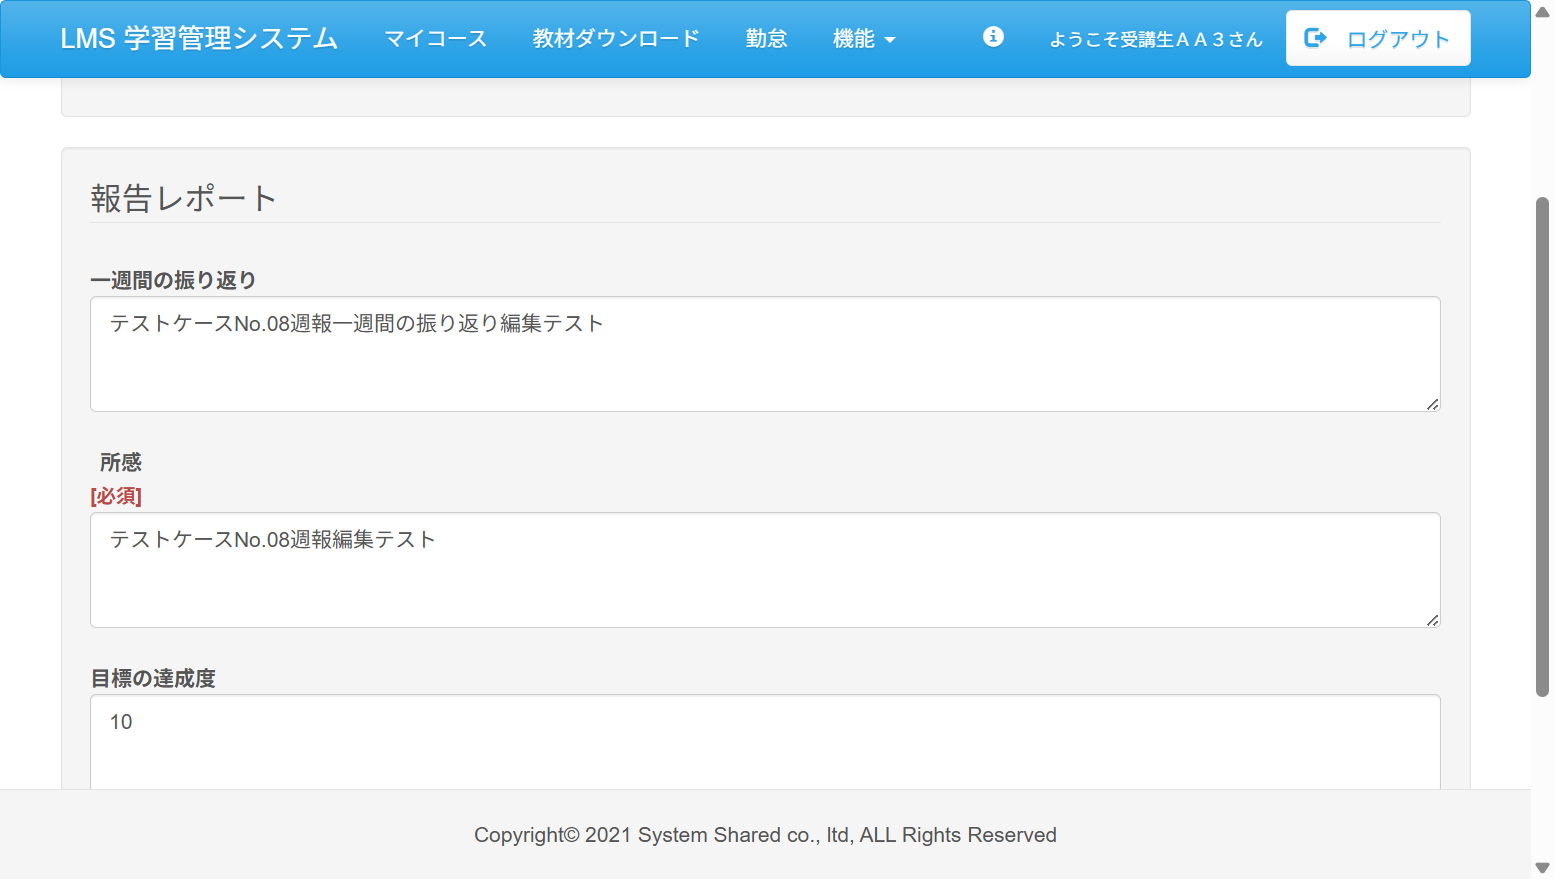 LMS 学習管理システム マイコース 教材ダウンロード 勤怠 機能 ようこそ受講生ＡＡ３さん ログアウト
報告レポート
一週間の振り返り
テストケースNo.08週報一週間の振り返り編集テスト
所感
[必須]
テストケースNo.08週報編集テスト
目標の達成度
10
Copyright© 2021 System Shared co., ltd, ALL Rights Reserved